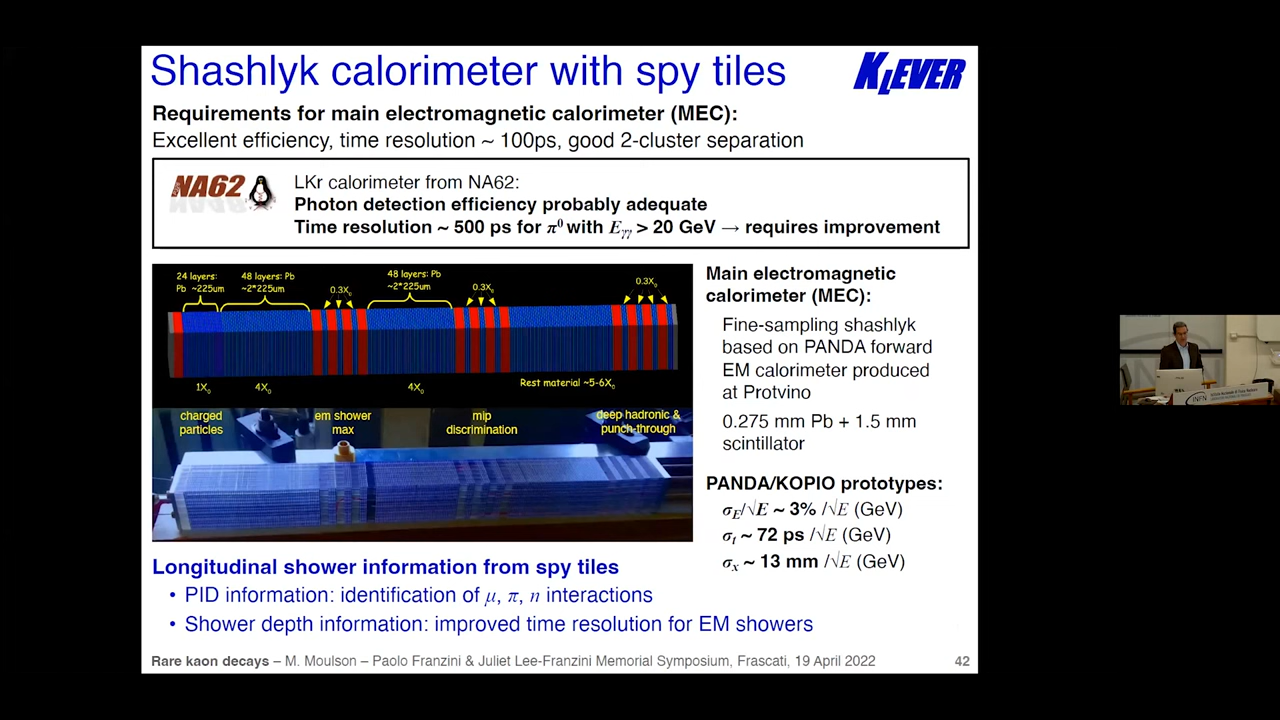 Shashlyk calorimeter with spy tiles
KLEVER
Requirements for main electromagnetic calorimeter (MEC):
Excellent efficiency, time resolution ~ 100ps, good 2-cluster separation
NA62
LKr calorimeter from NA62:
Photon detection efficiency probably adequate
Time resolution ~ 500 ps for π⁰ with Eγγ > 20 GeV → requires improvement
24 layers:
Pb ~225um
48 layers: Pb
~2*225um
0.3X₀
48 layers: Pb
~2*225um
0.3X₀
0.3X₀
1X₀
4X₀
4X₀
Rest material ~5-6X₀
charged
particles
em shower
max
mip
discrimination
deep hadronic &
punch-through
Main electromagnetic
calorimeter (MEC):
Fine-sampling shashlyk
based on PANDA forward
EM calorimeter produced
at Protvino
0.275 mm Pb + 1.5 mm
scintillator
PANDA/KOPIO prototypes:
σE/√E ~ 3% /√E (GeV)
σt ~ 72 ps /√E (GeV)
σx ~ 13 mm /√E (GeV)
Longitudinal shower information from spy tiles
• PID information: identification of μ, π, n interactions
• Shower depth information: improved time resolution for EM showers
Rare kaon decays – M. Moulson – Paolo Franzini & Juliet Lee-Franzini Memorial Symposium, Frascati, 19 April 2022
42
INFN